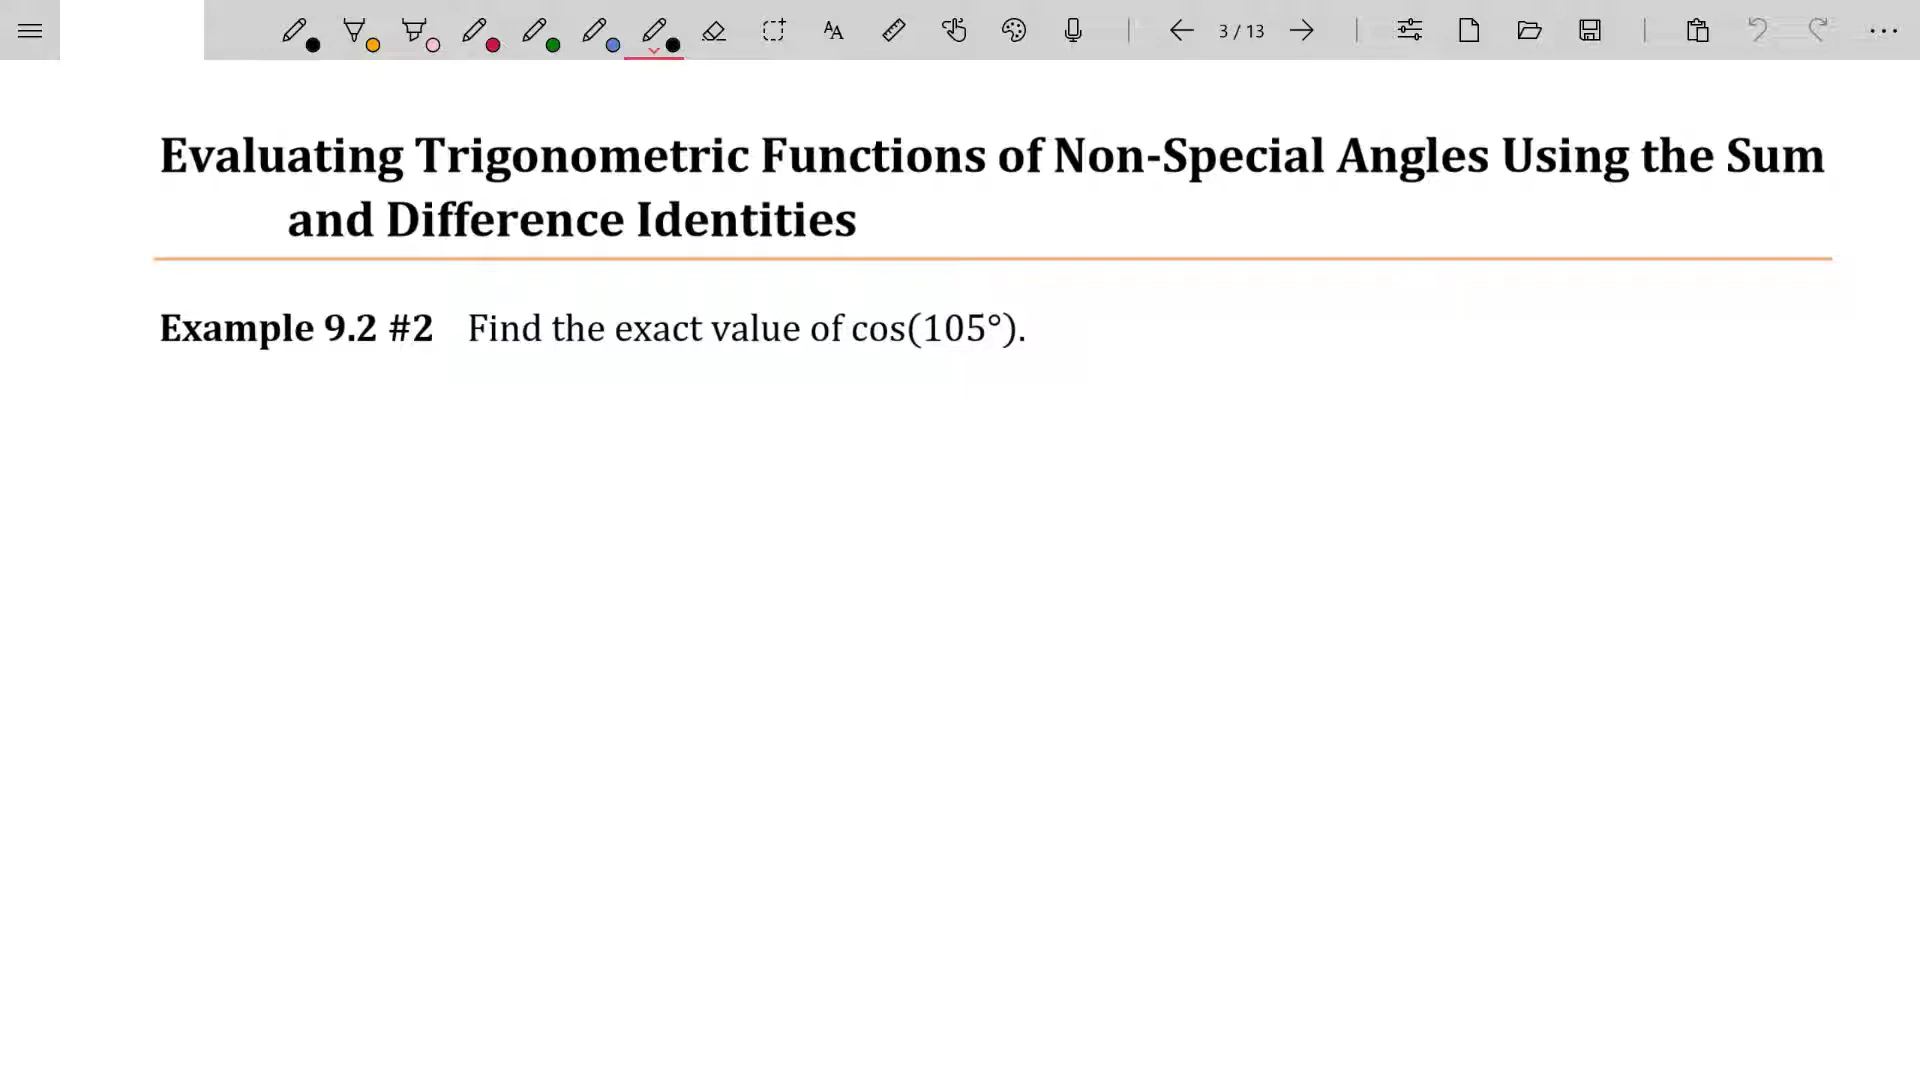 3 / 13
Evaluating Trigonometric Functions of Non-Special Angles Using the Sum
and Difference Identities
Example 9.2 #2 Find the exact value of cos(105°).